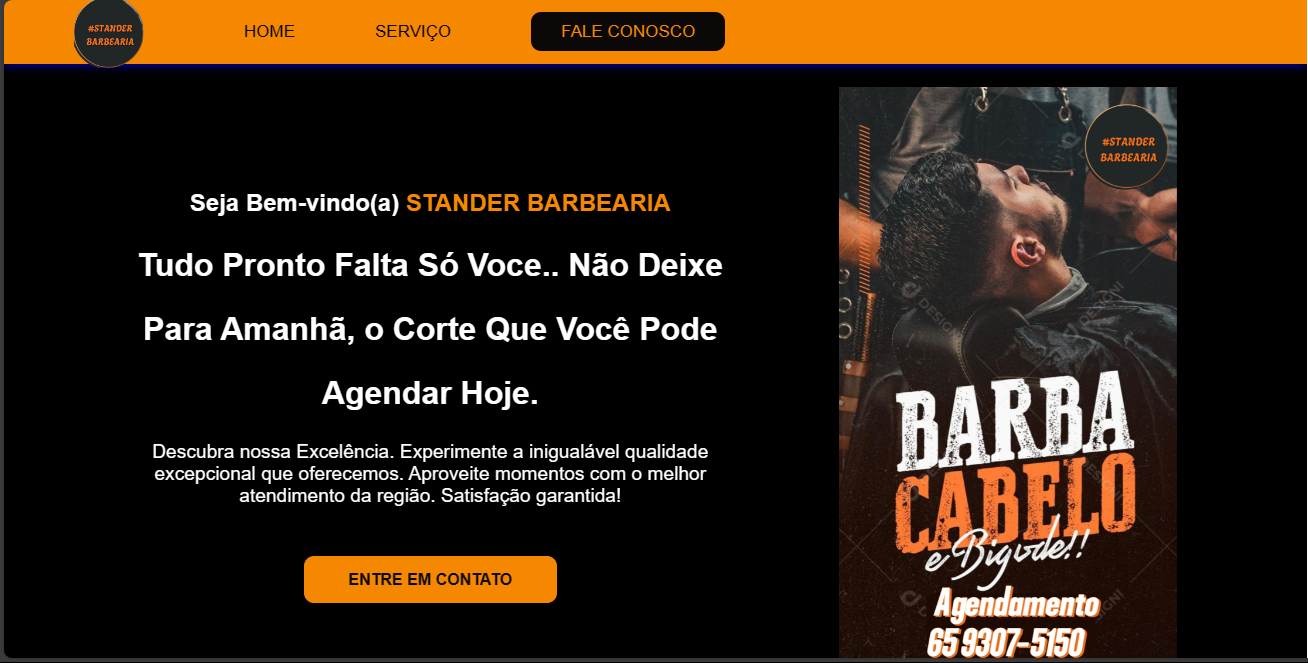 #STANDER
BARBEARIA
HOME
SERVIÇO
FALE CONOSCO
Seja Bem-vindo(a) STANDER BARBEARIA
Tudo Pronto Falta Só Voce.. Não Deixe
Para Amanhã, o Corte Que Você Pode
Agendar Hoje.
Descubra nossa Excelência. Experimente a inigualável qualidade
excepcional que oferecemos. Aproveite momentos com o melhor
atendimento da região. Satisfação garantida!
ENTRE EM CONTATO
#STANDER
BARBEARIA
BARBA
CABELO
e Bigode!!
Agendamento
65 9307-5150